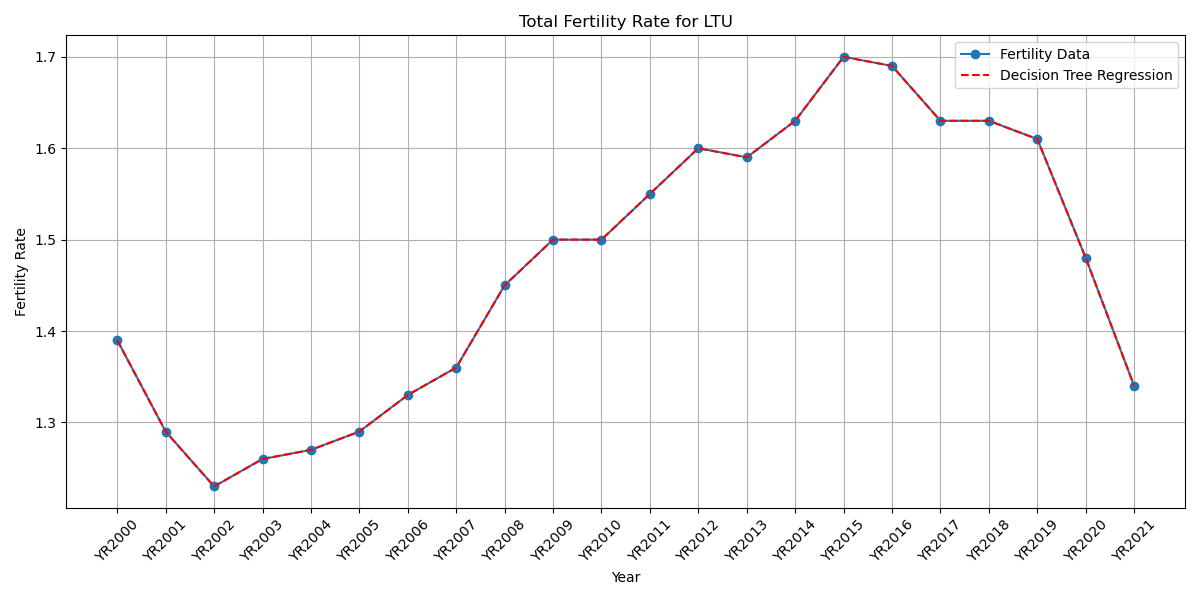 Total Fertility Rate for LTU
Fertility Data
Decision Tree Regression
Fertility Rate
1.7
1.6
1.5
1.4
1.3
YR2000
YR2001
YR2002
YR2003
YR2004
YR2005
YR2006
YR2007
YR2008
YR2009
YR2010
YR2011
YR2012
YR2013
YR2014
YR2015
YR2016
YR2017
YR2018
YR2019
YR2020
YR2021
Year